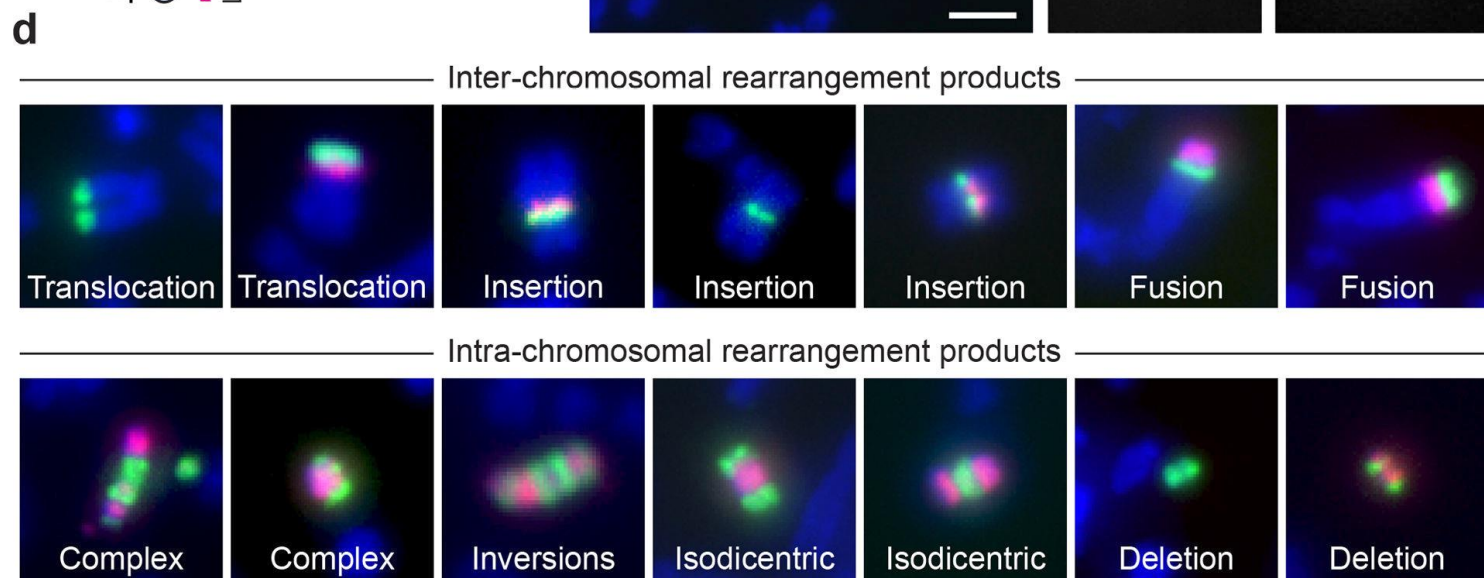 d
Inter-chromosomal rearrangement products
Translocation Translocation Insertion Insertion Insertion Fusion Fusion
Intra-chromosomal rearrangement products
Complex Complex Inversions Isodicentric Isodicentric Deletion Deletion